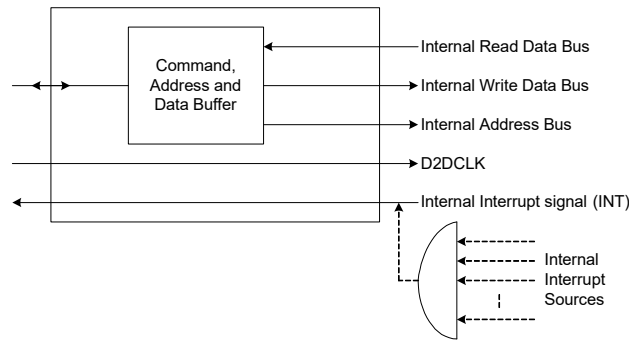 Command,
Address and
Data Buffer
Internal Read Data Bus
Internal Write Data Bus
Internal Address Bus
D2DCLK
Internal Interrupt signal (INT)
Internal
Interrupt
Sources